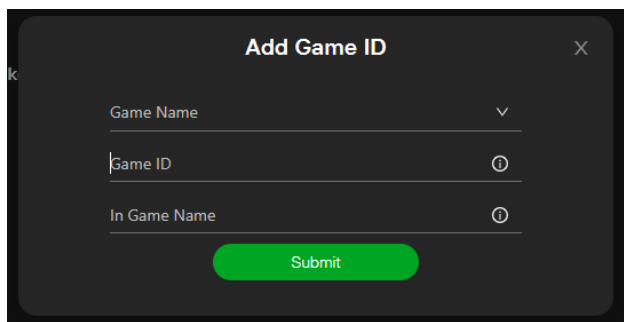 Add Game ID
X
k
Game Name
Game ID
In Game Name
Submit